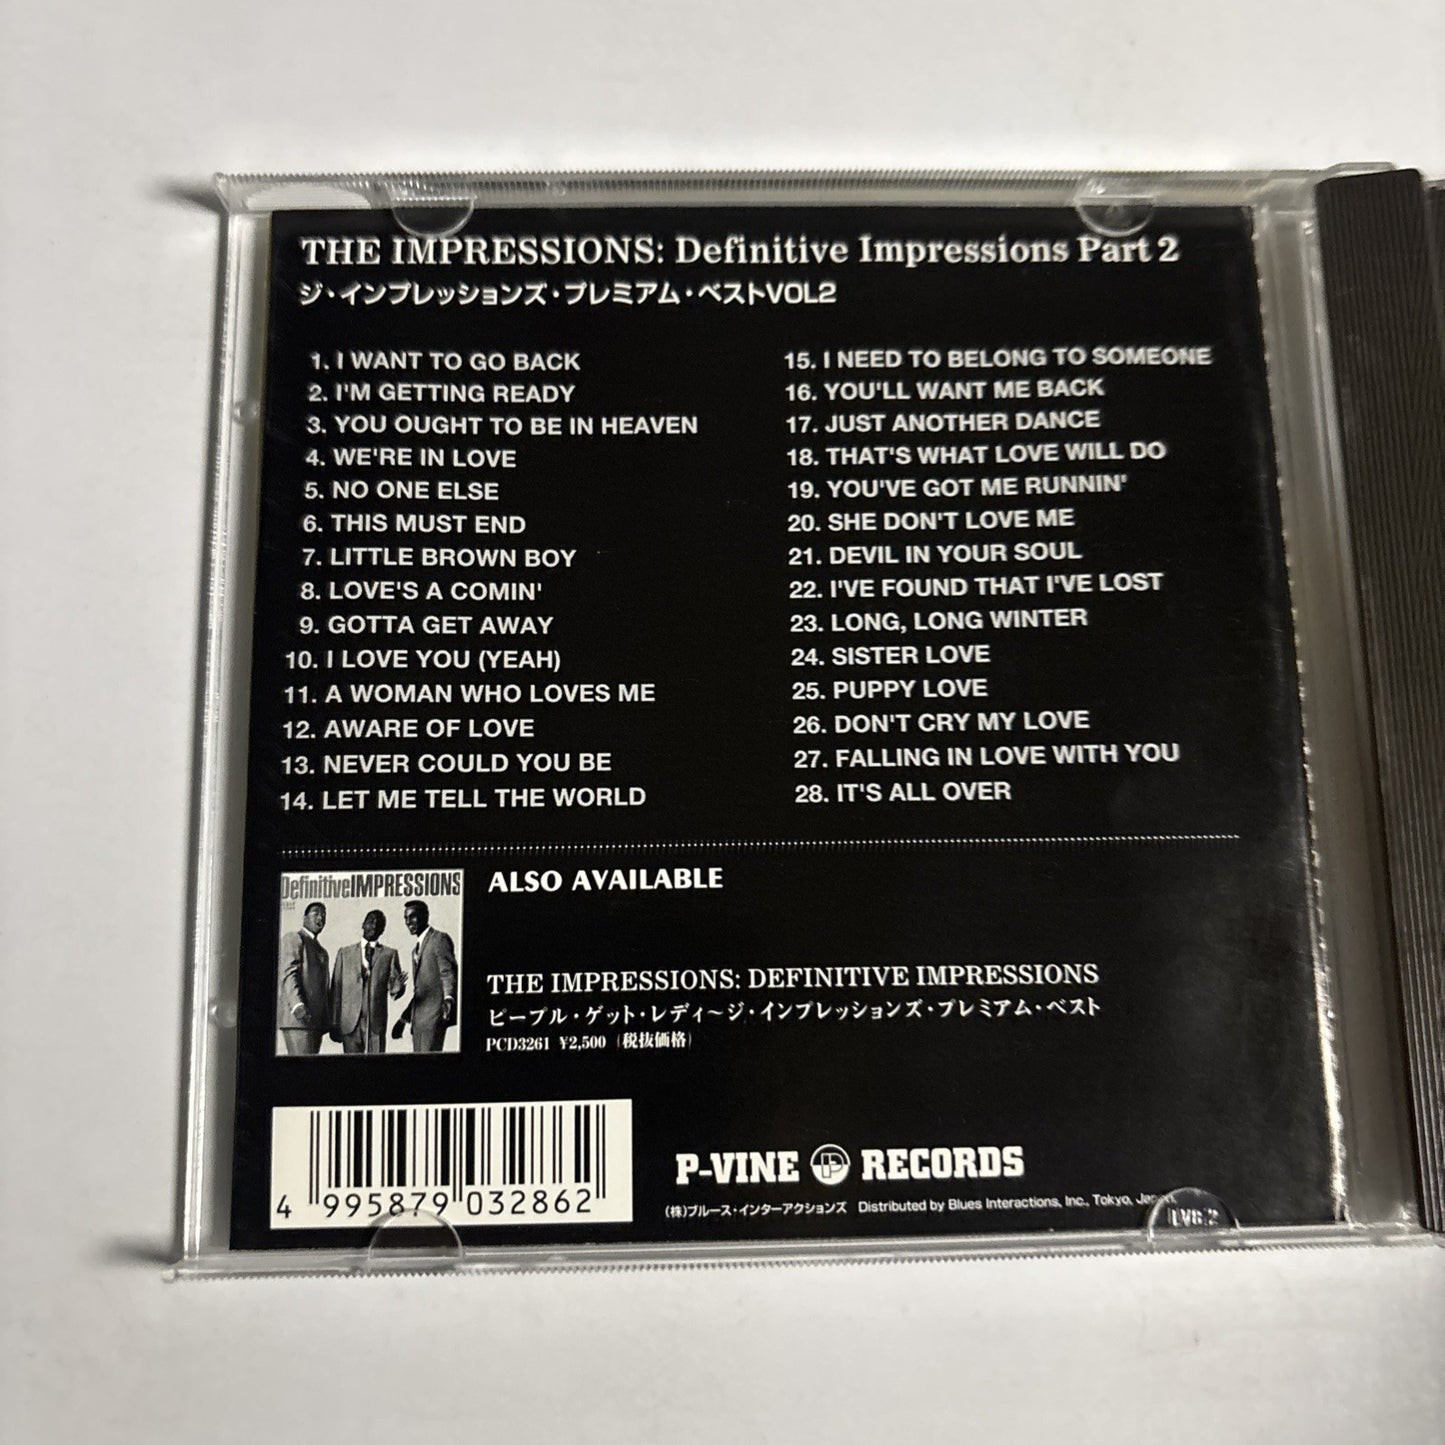 THE IMPRESSIONS: Definitive Impressions Part 2
ジ・インプレッションズ・プレミアム・ベストVOL2
1. I WANT TO GO BACK
2. I'M GETTING READY
3. YOU OUGHT TO BE IN HEAVEN
4. WE'RE IN LOVE
5. NO ONE ELSE
6. THIS MUST END
7. LITTLE BROWN BOY
8. LOVE'S A COMIN'
9. GOTTA GET AWAY
10. I LOVE YOU (YEAH)
11. A WOMAN WHO LOVES ME
12. AWARE OF LOVE
13. NEVER COULD YOU BE
14. LET ME TELL THE WORLD
15. I NEED TO BELONG TO SOMEONE
16. YOU'LL WANT ME BACK
17. JUST ANOTHER DANCE
18. THAT'S WHAT LOVE WILL DO
19. YOU'VE GOT ME RUNNIN'
20. SHE DON'T LOVE ME
21. DEVIL IN YOUR SOUL
22. I'VE FOUND THAT I'VE LOST
23. LONG, LONG WINTER
24. SISTER LOVE
25. PUPPY LOVE
26. DON'T CRY MY LOVE
27. FALLING IN LOVE WITH YOU
28. IT'S ALL OVER
DefinitiveIMPRESSIONS
ALSO AVAILABLE
THE IMPRESSIONS: DEFINITIVE IMPRESSIONS
ピープル・ゲット・レディ〜ジ・インプレッションズ・プレミアム・ベスト
PCD3261 ¥2,500 (税抜価格)
4 995879 032862
P-VINE P RECORDS
(株)ブルース・インターアクションズ Distributed by Blues Interactions, Inc., Tokyo, Japan.